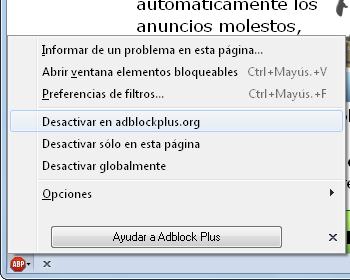 automáticamente los
anuncios molestos,
Informar de un problema en esta página...
Abrir ventana elementos bloqueables Ctrl+Mayús.+V
Preferencias de filtros... Ctrl+Mayús.+F
Desactivar en adblockplus.org
Desactivar sólo en esta página
Desactivar globalmente
Opciones
Ayudar a Adblock Plus
ABP